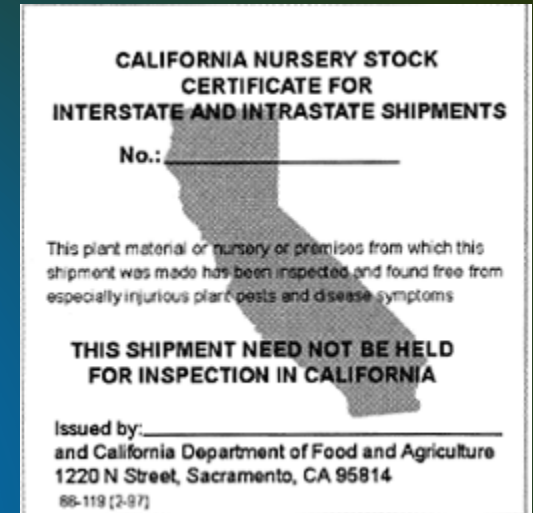 CALIFORNIA NURSERY STOCK
CERTIFICATE FOR
INTERSTATE AND INTRASTATE SHIPMENTS
No.:
This plant material or nursery or premises from which this
shipment was made has been inspected and found free from
especially injurious plant pests and disease symptoms
THIS SHIPMENT NEED NOT BE HELD
FOR INSPECTION IN CALIFORNIA
Issued by:
and California Department of Food and Agriculture
1220 N Street, Sacramento, CA 95814
66-119 [2-97]